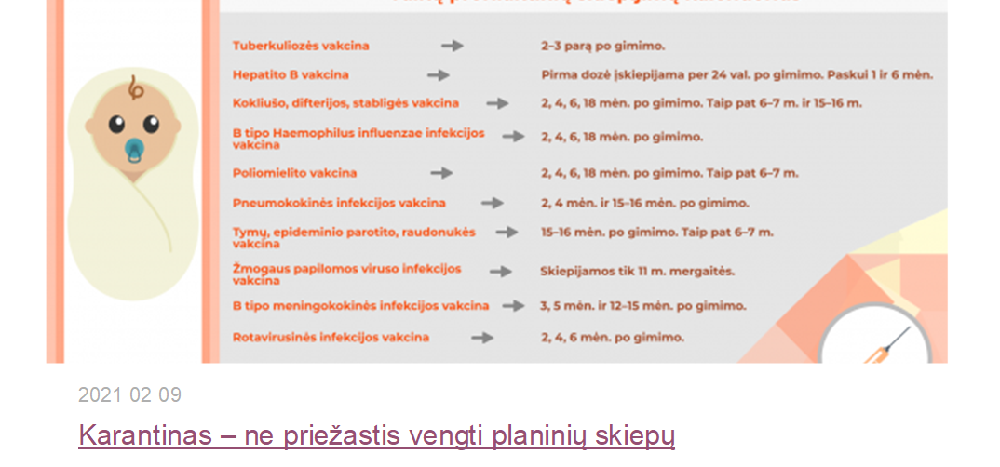 Tuberkuliozės vakcina
2–3 parą po gimimo.
Hepatito B vakcina
Pirma dozė įskiepijama per 24 val. po gimimo. Paskui 1 ir 6 mėn.
Kokliušo, difterijos, stabligės vakcina
2, 4, 6, 18 mėn. po gimimo. Taip pat 6–7 m. ir 15–16 m.
B tipo Haemophilus influenzae infekcijos
vakcina
2, 4, 6, 18 mėn. po gimimo.
Poliomielito vakcina
2, 4, 6, 18 mėn. po gimimo. Taip pat 6–7 m.
Pneumokokinės infekcijos vakcina
2, 4 mėn. ir 15–16 mėn. po gimimo.
Tymų, epideminio parotito, raudonukės
vakcina
15–16 mėn. po gimimo. Taip pat 6–7 m.
Žmogaus papilomos viruso infekcijos
vakcina
Skiepijamos tik 11 m. mergaitės.
B tipo meningokokinės infekcijos vakcina
3, 5 mėn. ir 12–15 mėn. po gimimo.
Rotavirusinės infekcijos vakcina
2, 4, 6 mėn. po gimimo.
2021 02 09
Karantinas – ne priežastis vengti planinių skiepų